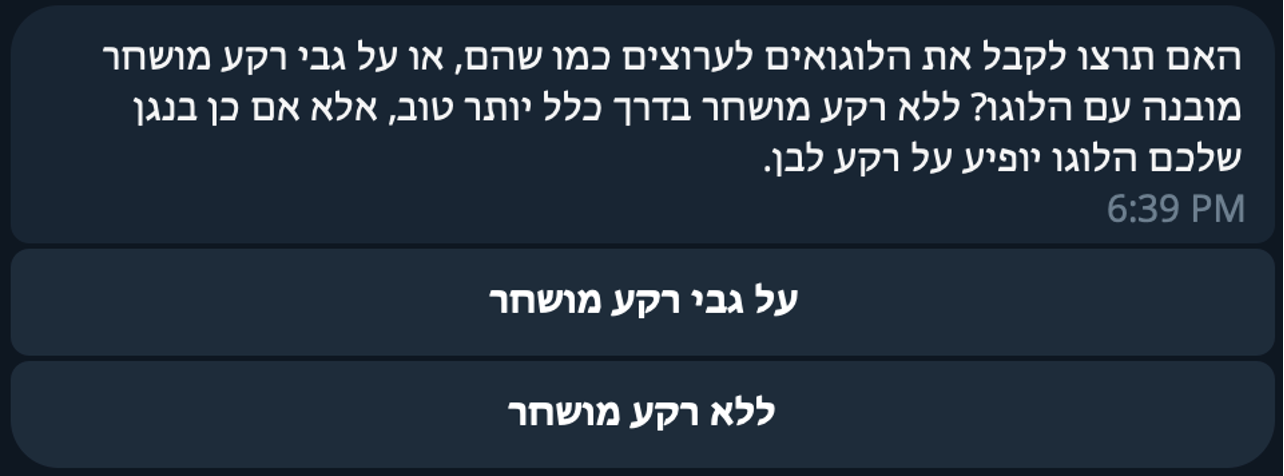 האם תרצו לקבל את הלוגואים לערוצים כמו שהם, או על גבי רקע מושחר
מובנה עם הלוגו? ללא רקע מושחר בדרך כלל יותר טוב, אלא אם כן בנגן
שלכם הלוגו יופיע על רקע לבן.
6:39 PM
על גבי רקע מושחר
ללא רקע מושחר